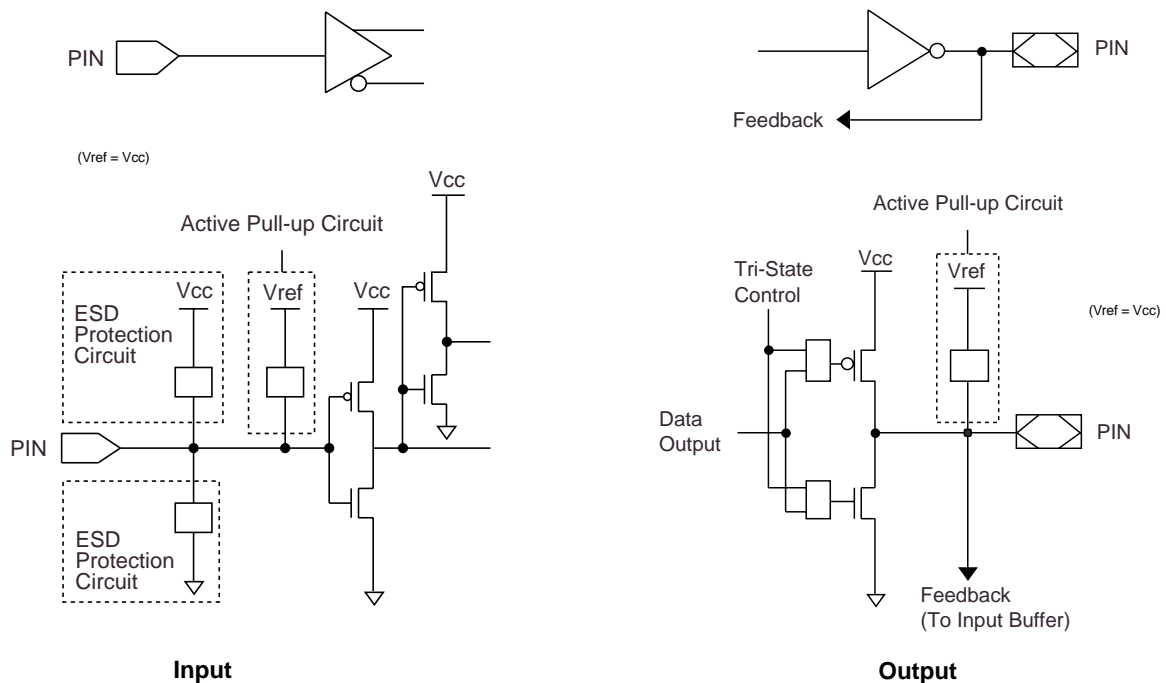 PIN
PIN
Feedback
(Vref = Vcc)
Vcc
Active Pull-up Circuit
Vcc
Vref
Vcc
ESD
Protection
Circuit
PIN
ESD
Protection
Circuit
Input
Active Pull-up Circuit
Tri-State
Control
Vcc
Vref
(Vref = Vcc)
Data
Output
PIN
Feedback
(To Input Buffer)
Output